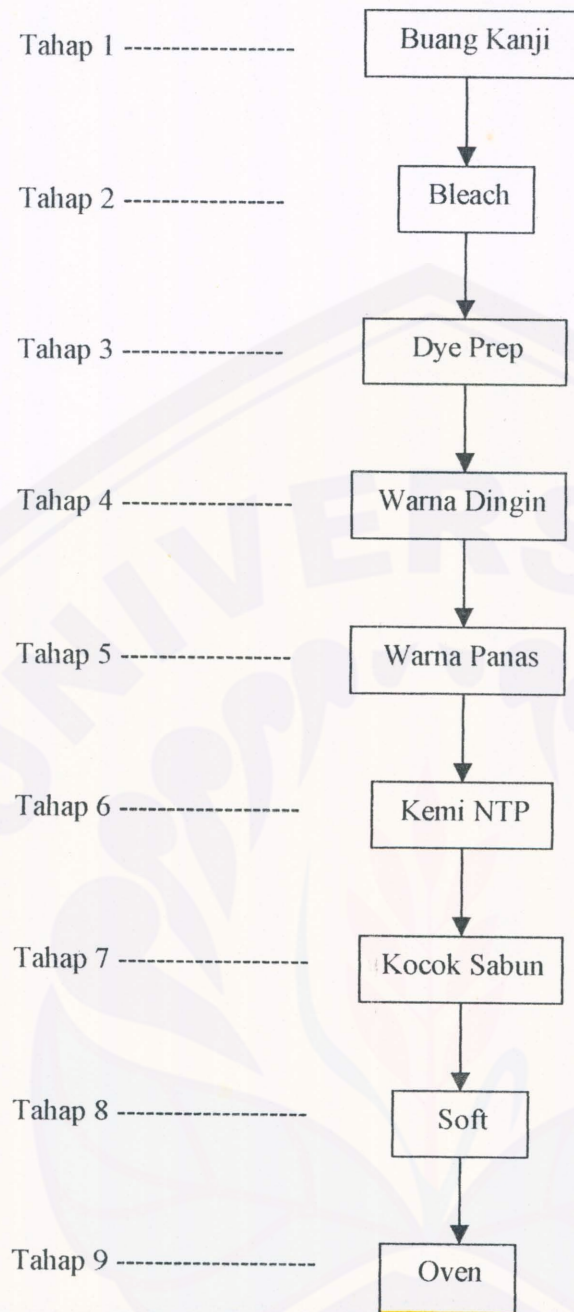 Tahap 1 ---------------- Buang Kanji
Tahap 2 ---------------- Bleach
Tahap 3 ---------------- Dye Prep
Tahap 4 ---------------- Warna Dingin
Tahap 5 ---------------- Warna Panas
Tahap 6 ---------------- Kemi NTP
Tahap 7 ------------------ Kocok Sabun
Tahap 8 ------------------ Soft
Tahap 9 ------------------- Oven
UNIVERS